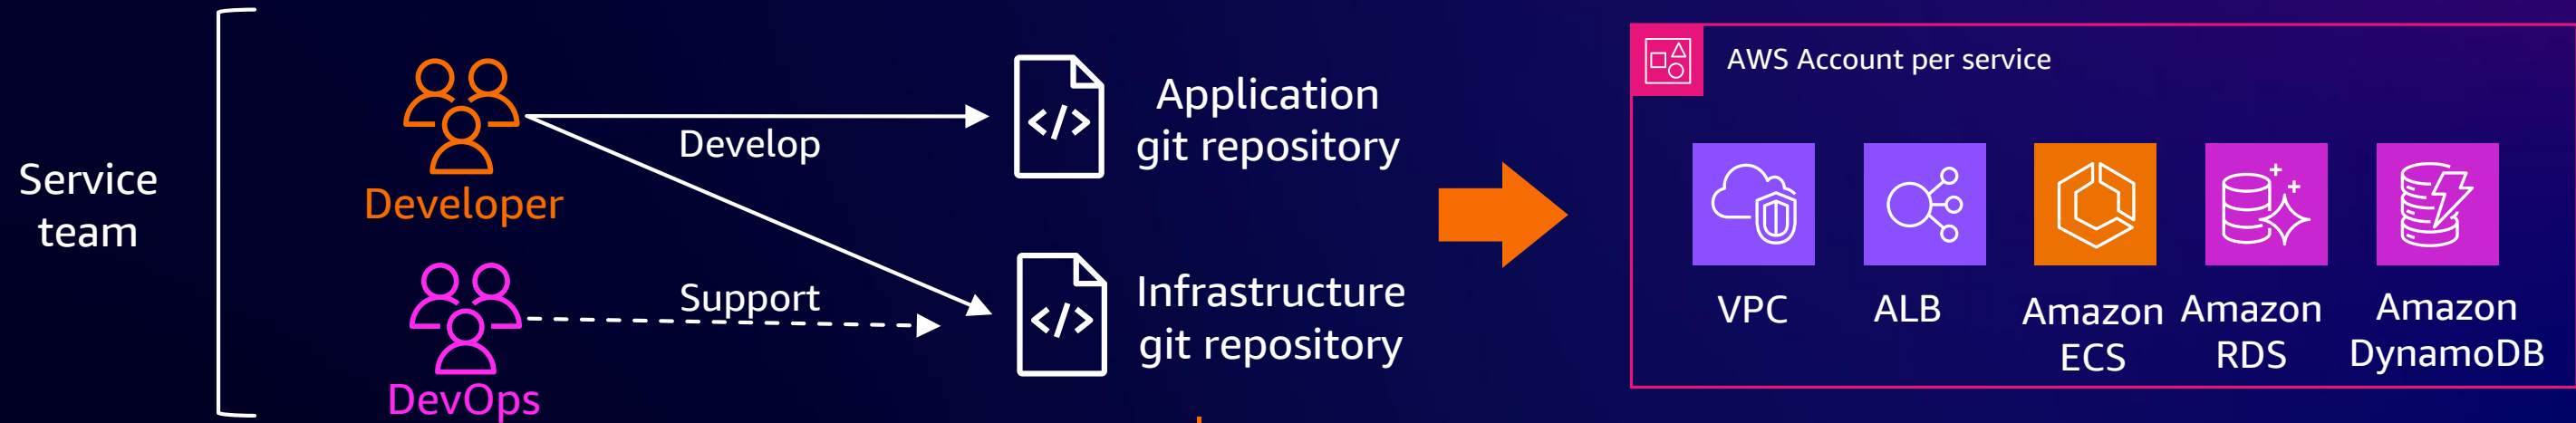 Service
team
Developer
DevOps
Develop
Support
</>
Application
git repository
</>
Infrastructure
git repository
AWS Account per service
VPC
ALB
Amazon
ECS
Amazon
RDS
Amazon
DynamoDB